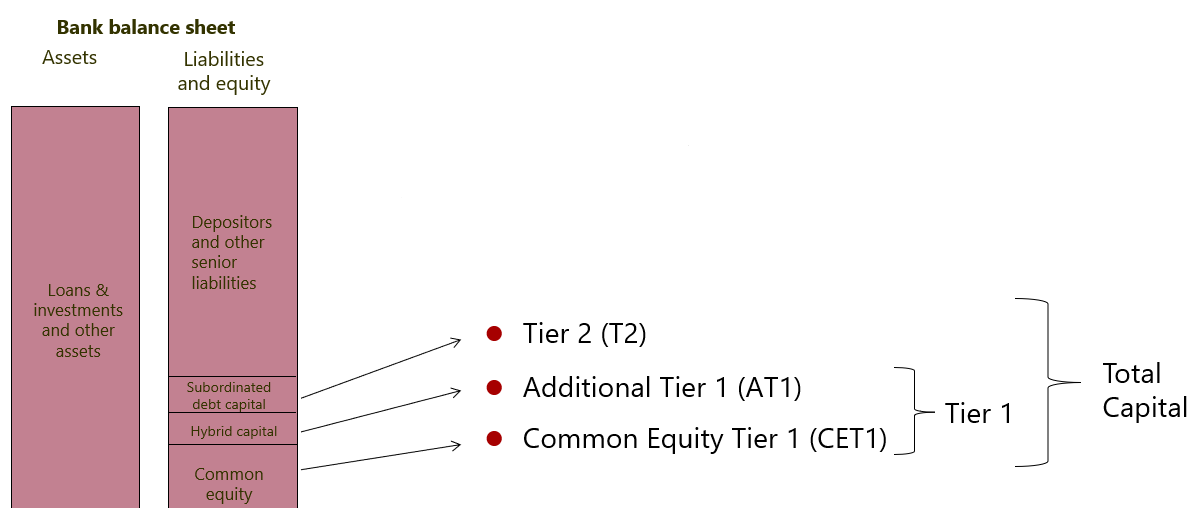 Bank balance sheet
Assets
Liabilities
and equity
Loans &
investments
and other
assets
Depositors
and other
senior
liabilities
Subordinated
debt capital
Hybrid capital
Common
equity
Tier 2 (T2)
Additional Tier 1 (AT1)
Common Equity Tier 1 (CET1)
Tier 1
Total
Capital